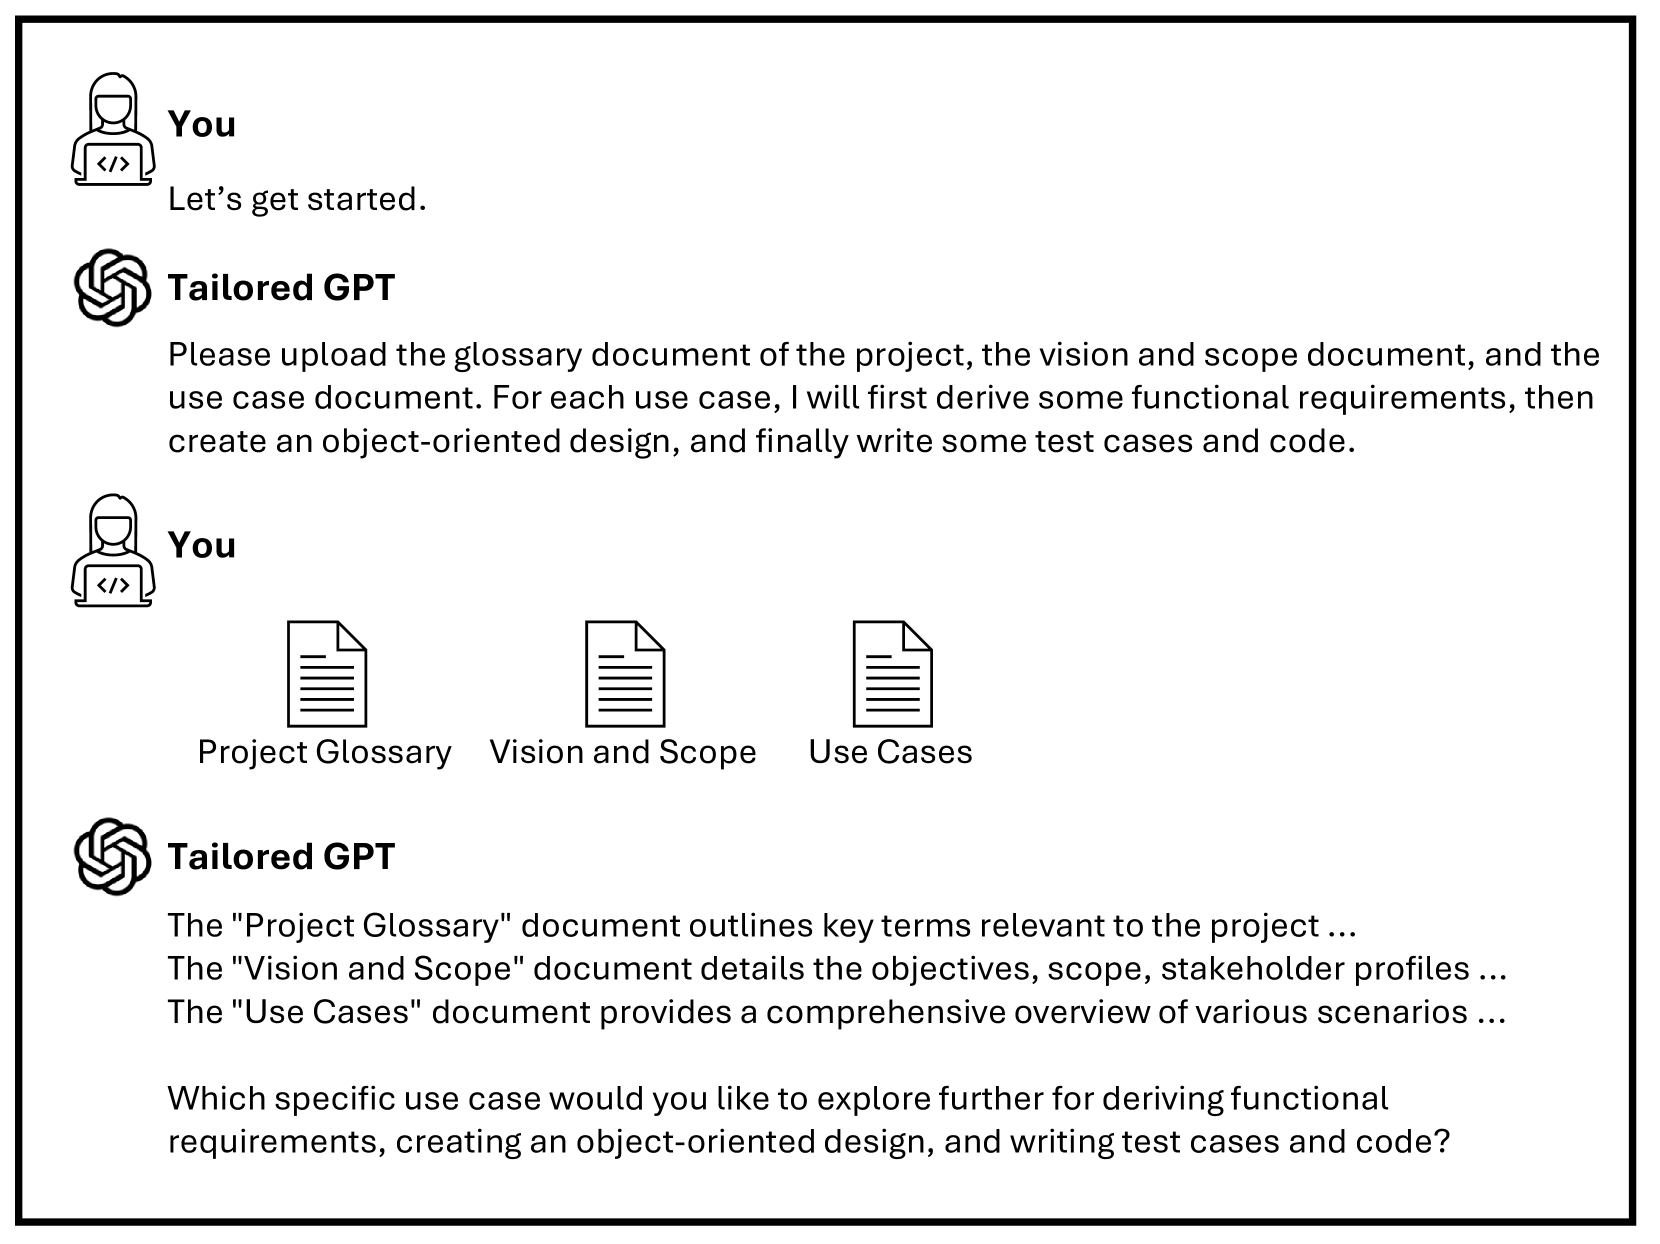 You
</>
Let’s get started.
Tailored GPT
Please upload the glossary document of the project, the vision and scope document, and the
use case document. For each use case, I will first derive some functional requirements, then
create an object-oriented design, and finally write some test cases and code.
You
</>
Project Glossary Vision and Scope Use Cases
Tailored GPT
The "Project Glossary" document outlines key terms relevant to the project ...
The "Vision and Scope" document details the objectives, scope, stakeholder profiles ...
The "Use Cases" document provides a comprehensive overview of various scenarios ...
Which specific use case would you like to explore further for deriving functional
requirements, creating an object-oriented design, and writing test cases and code?